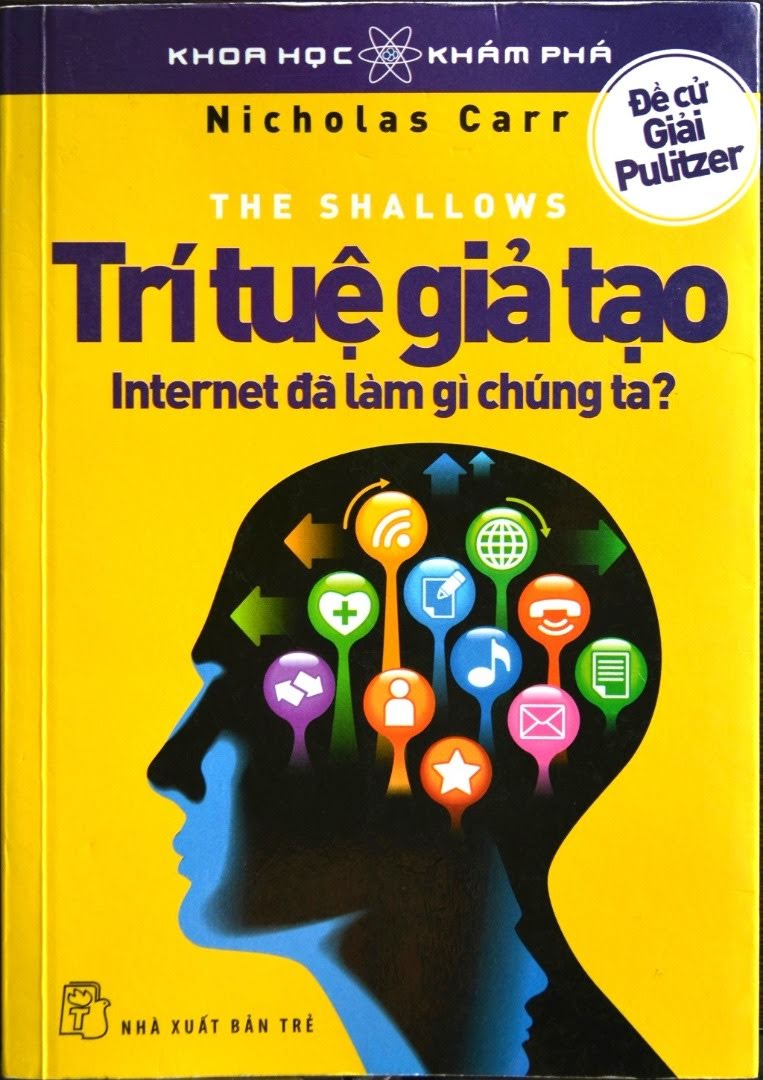 KHOA HỌC KHÁM PHÁ
Nicholas Carr
Đề cử
Giải
Pulitzer
THE SHALLOWS
Trí tuệ giả tạo
Internet đã làm gì chúng ta?
T
NHÀ XUẤT BẢN TRẺ